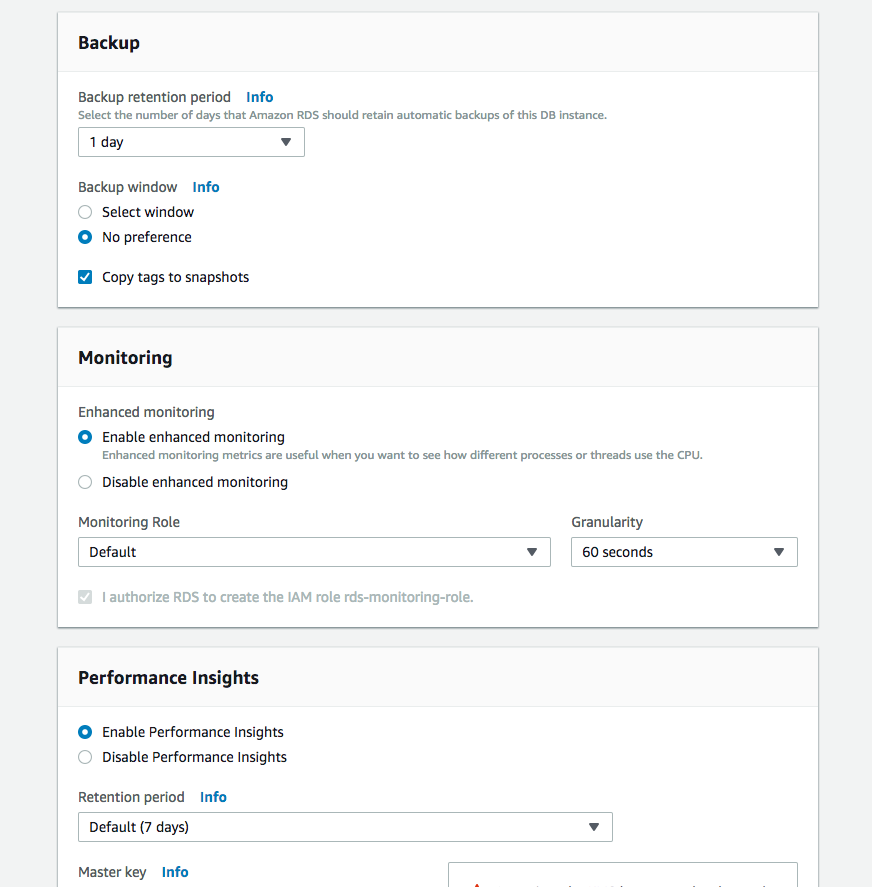 Backup
Backup retention period Info
Select the number of days that Amazon RDS should retain automatic backups of this DB instance.
1 day
Backup window Info
Select window
No preference
Copy tags to snapshots
Monitoring
Enhanced monitoring
Enable enhanced monitoring
Enhanced monitoring metrics are useful when you want to see how different processes or threads use the CPU.
Disable enhanced monitoring
Monitoring Role Granularity
Default 60 seconds
I authorize RDS to create the IAM role rds-monitoring-role.
Performance Insights
Enable Performance Insights
Disable Performance Insights
Retention period Info
Default (7 days)
Master key Info